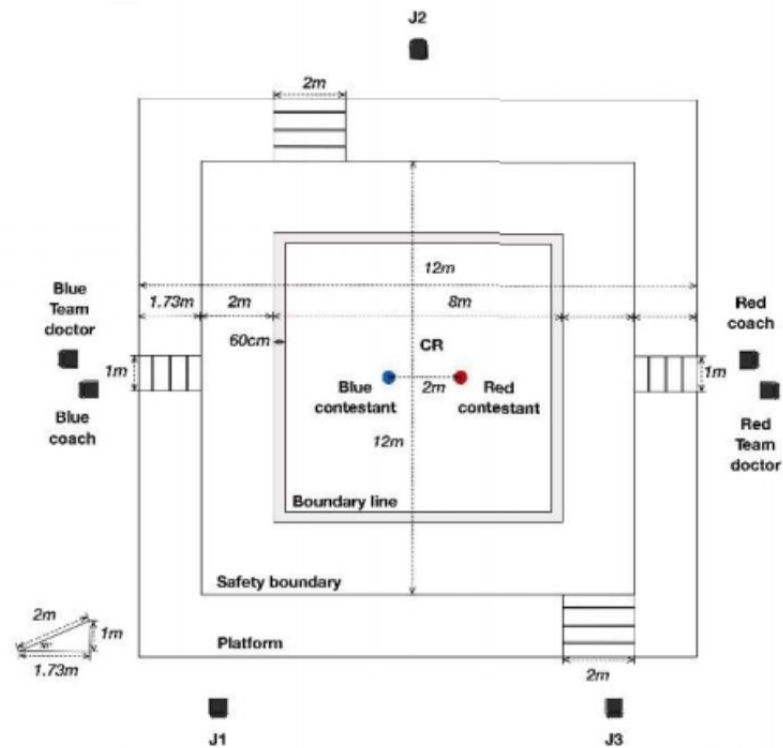 J2
2m
12m
1.73m
2m
8m
Blue
Team
doctor
Red
coach
60cm
CR
1m
1m
Blue
contestant
2m
Red
contestant
Blue
coach
Red
Team
doctor
12m
Boundary line
Safety boundary
2m
1m
1.73m
Platform
2m
J1
J3